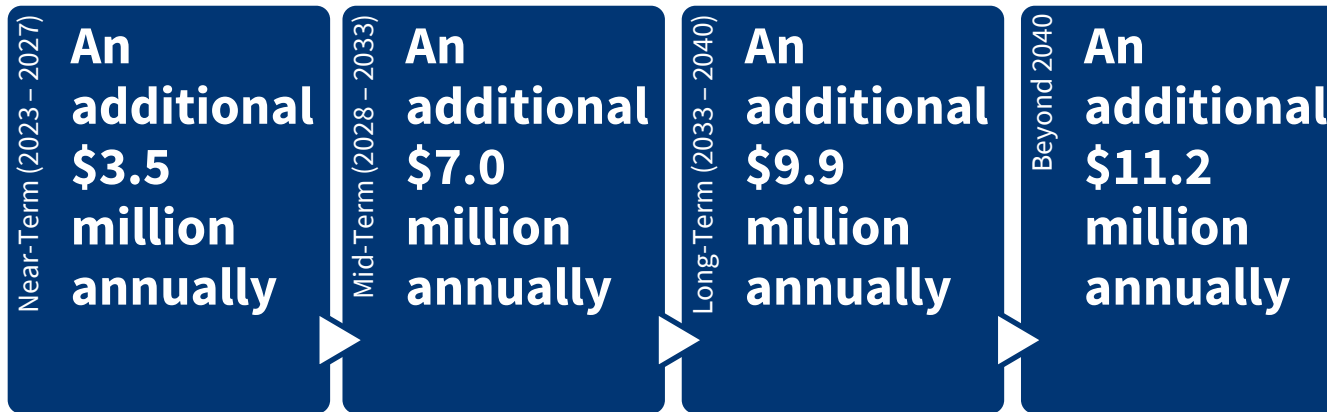 Near-Term (2023 – 2027)
An
additional
$3.5
million
annually
Mid-Term (2028 – 2033)
An
additional
$7.0
million
annually
Long-Term (2033 – 2040)
An
additional
$9.9
million
annually
Beyond 2040
An
additional
$11.2
million
annually